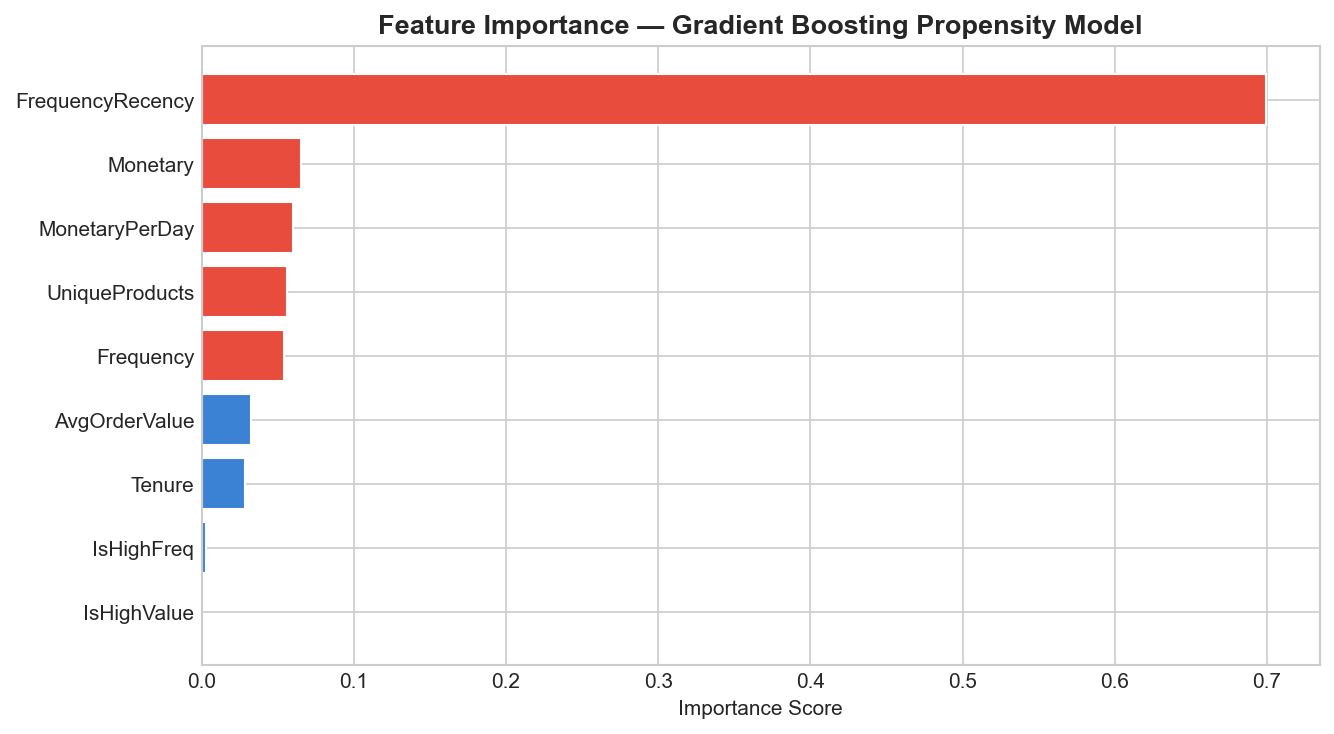 Feature Importance — Gradient Boosting Propensity Model
FrequencyRecency
Monetary
MonetaryPerDay
UniqueProducts
Frequency
AvgOrderValue
Tenure
IsHighFreq
IsHighValue
0.0 0.1 0.2 0.3 0.4 0.5 0.6 0.7
Importance Score